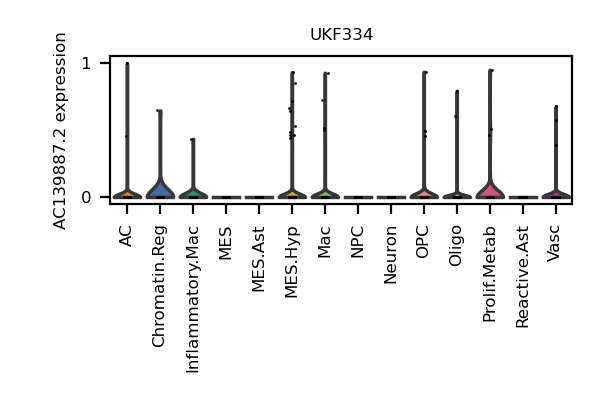 UKF334
AC139887.2 expression
1
0
AC
Chromatin.Reg
Inflammatory.Mac
MES
MES.Ast
MES.Hyp
Mac
NPC
Neuron
OPC
Oligo
Prolif.Metab
Reactive.Ast
Vasc